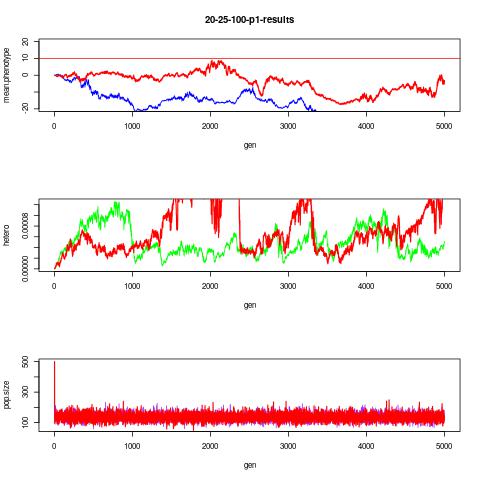 20-25-100-p1-results
mean.phenotype
20
10
0
-20
0 1000 2000 3000 4000 5000
gen
hetero
0.00008
0.00000
0 1000 2000 3000 4000 5000
gen
pop.size
500
300
100
0 1000 2000 3000 4000 5000
gen